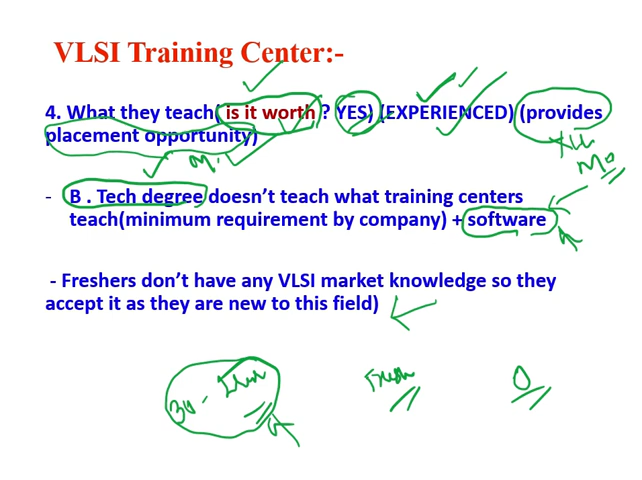 VLSI Training Center:-
4. What they teach( is it worth ? YES) (EXPERIENCED) (provides
placement opportunity)
- B . Tech degree doesn’t teach what training centers
teach(minimum requirement by company) + software
- Freshers don’t have any VLSI market knowledge so they
accept it as they are new to this field)
Fresh 0